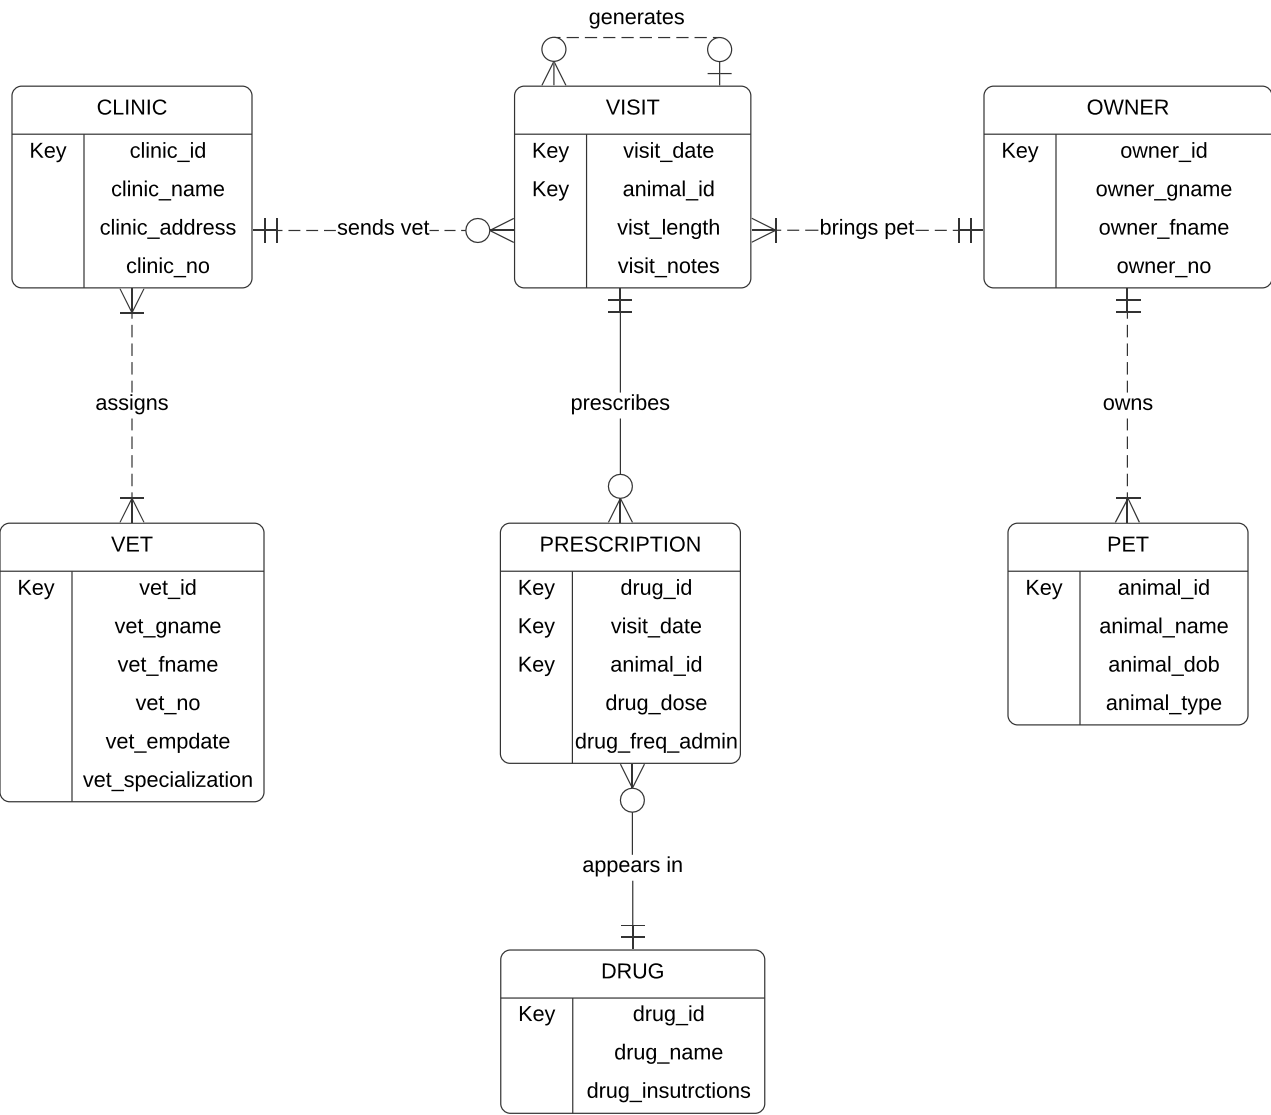 generates
CLINIC
Key clinic_id
clinic_name
clinic_address
clinic_no
sends vet
VISIT
Key visit_date
Key animal_id
vist_length
visit_notes
brings pet
OWNER
Key owner_id
owner_gname
owner_fname
owner_no
assigns
prescribes
owns
VET
Key vet_id
vet_gname
vet_fname
vet_no
vet_empdate
vet_specialization
PRESCRIPTION
Key drug_id
Key visit_date
Key animal_id
drug_dose
drug_freq_admin
PET
Key animal_id
animal_name
animal_dob
animal_type
appears in
DRUG
Key drug_id
drug_name
drug_insutrctions